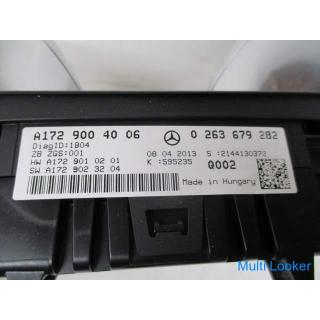 A172 900 40 06 0 263 679 282
DiagID:1B04
ZB ZGS:001 08 04 2013 S :2144130372
HW A172 901 02 01 K :595235 Q002
SW A172 902 32 04 Made in Hungary
Multi Looker